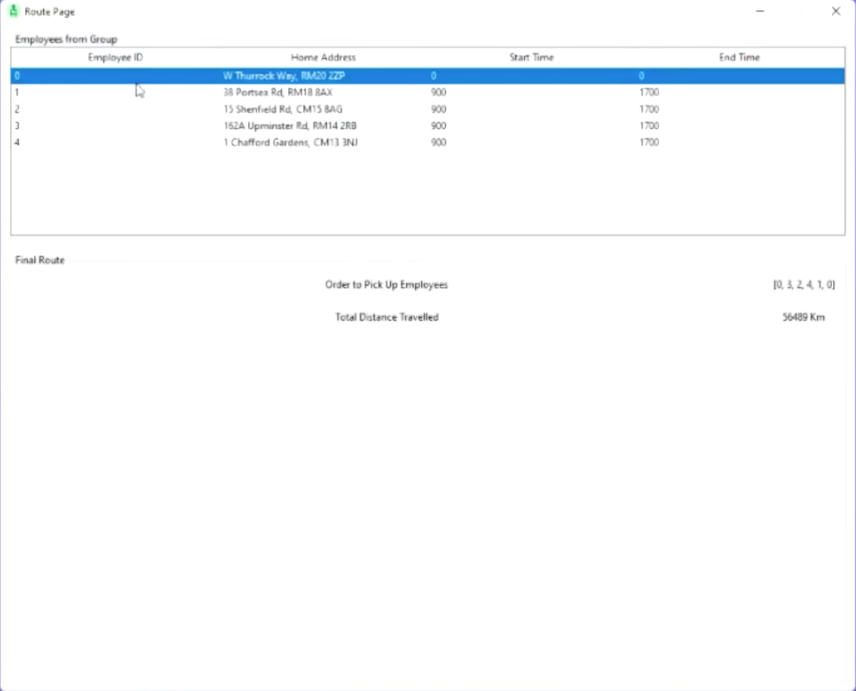 Route Page
Employees from Group
Employee ID Home Address Start Time End Time
0 W Thurrock Way, RM20 2ZP 0 0
1 38 Portsea Rd, RM18 8AX 900 1700
2 15 Shenfield Rd, CM15 8AG 900 1700
3 162A Upminster Rd, RM14 2RB 900 1700
4 1 Chafford Gardens, CM13 3NJ 900 1700
Final Route
Order to Pick Up Employees [0, 3, 2, 4, 1, 0]
Total Distance Travelled 56489 Km